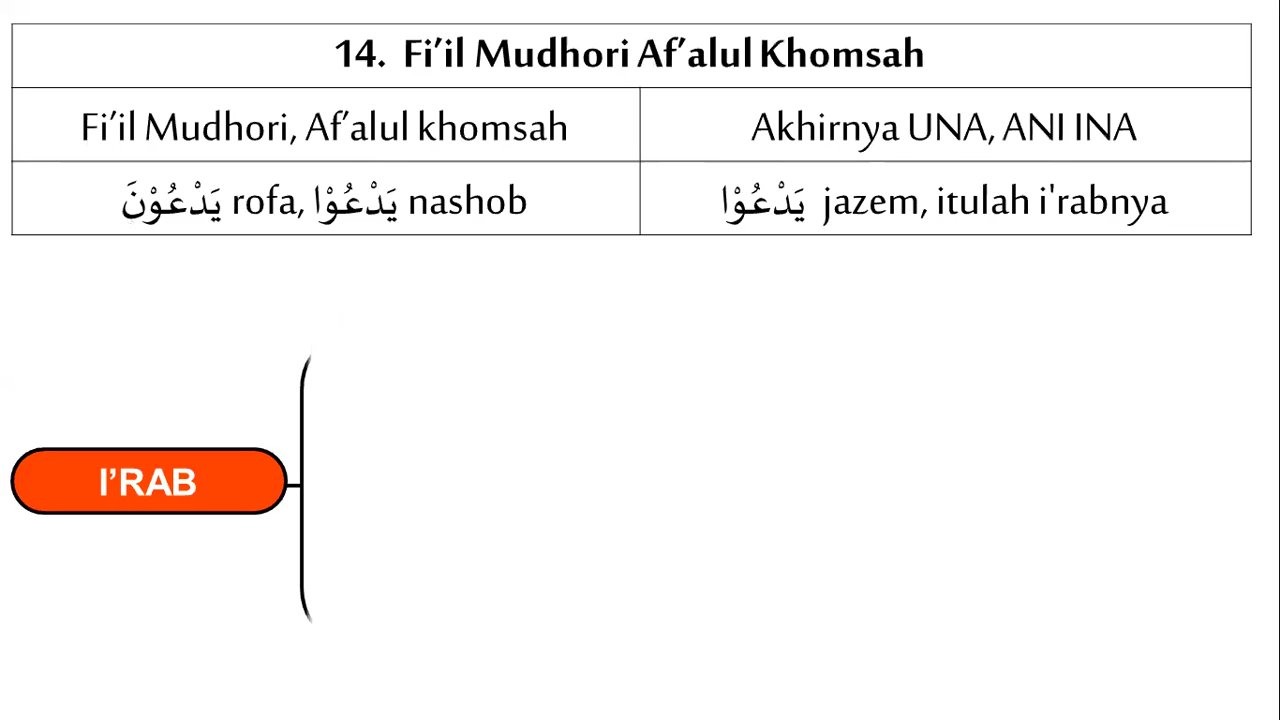 14. Fi’il Mudhori Af’alul Khomsah
Fi’il Mudhori, Af’alul khomsah
Akhirnya UNA, ANI INA
يَدْعُوْنَ rofa, يَدْعُوْا nashob
يَدْعُوْا jazem, itulah i'rabnya
I’RAB